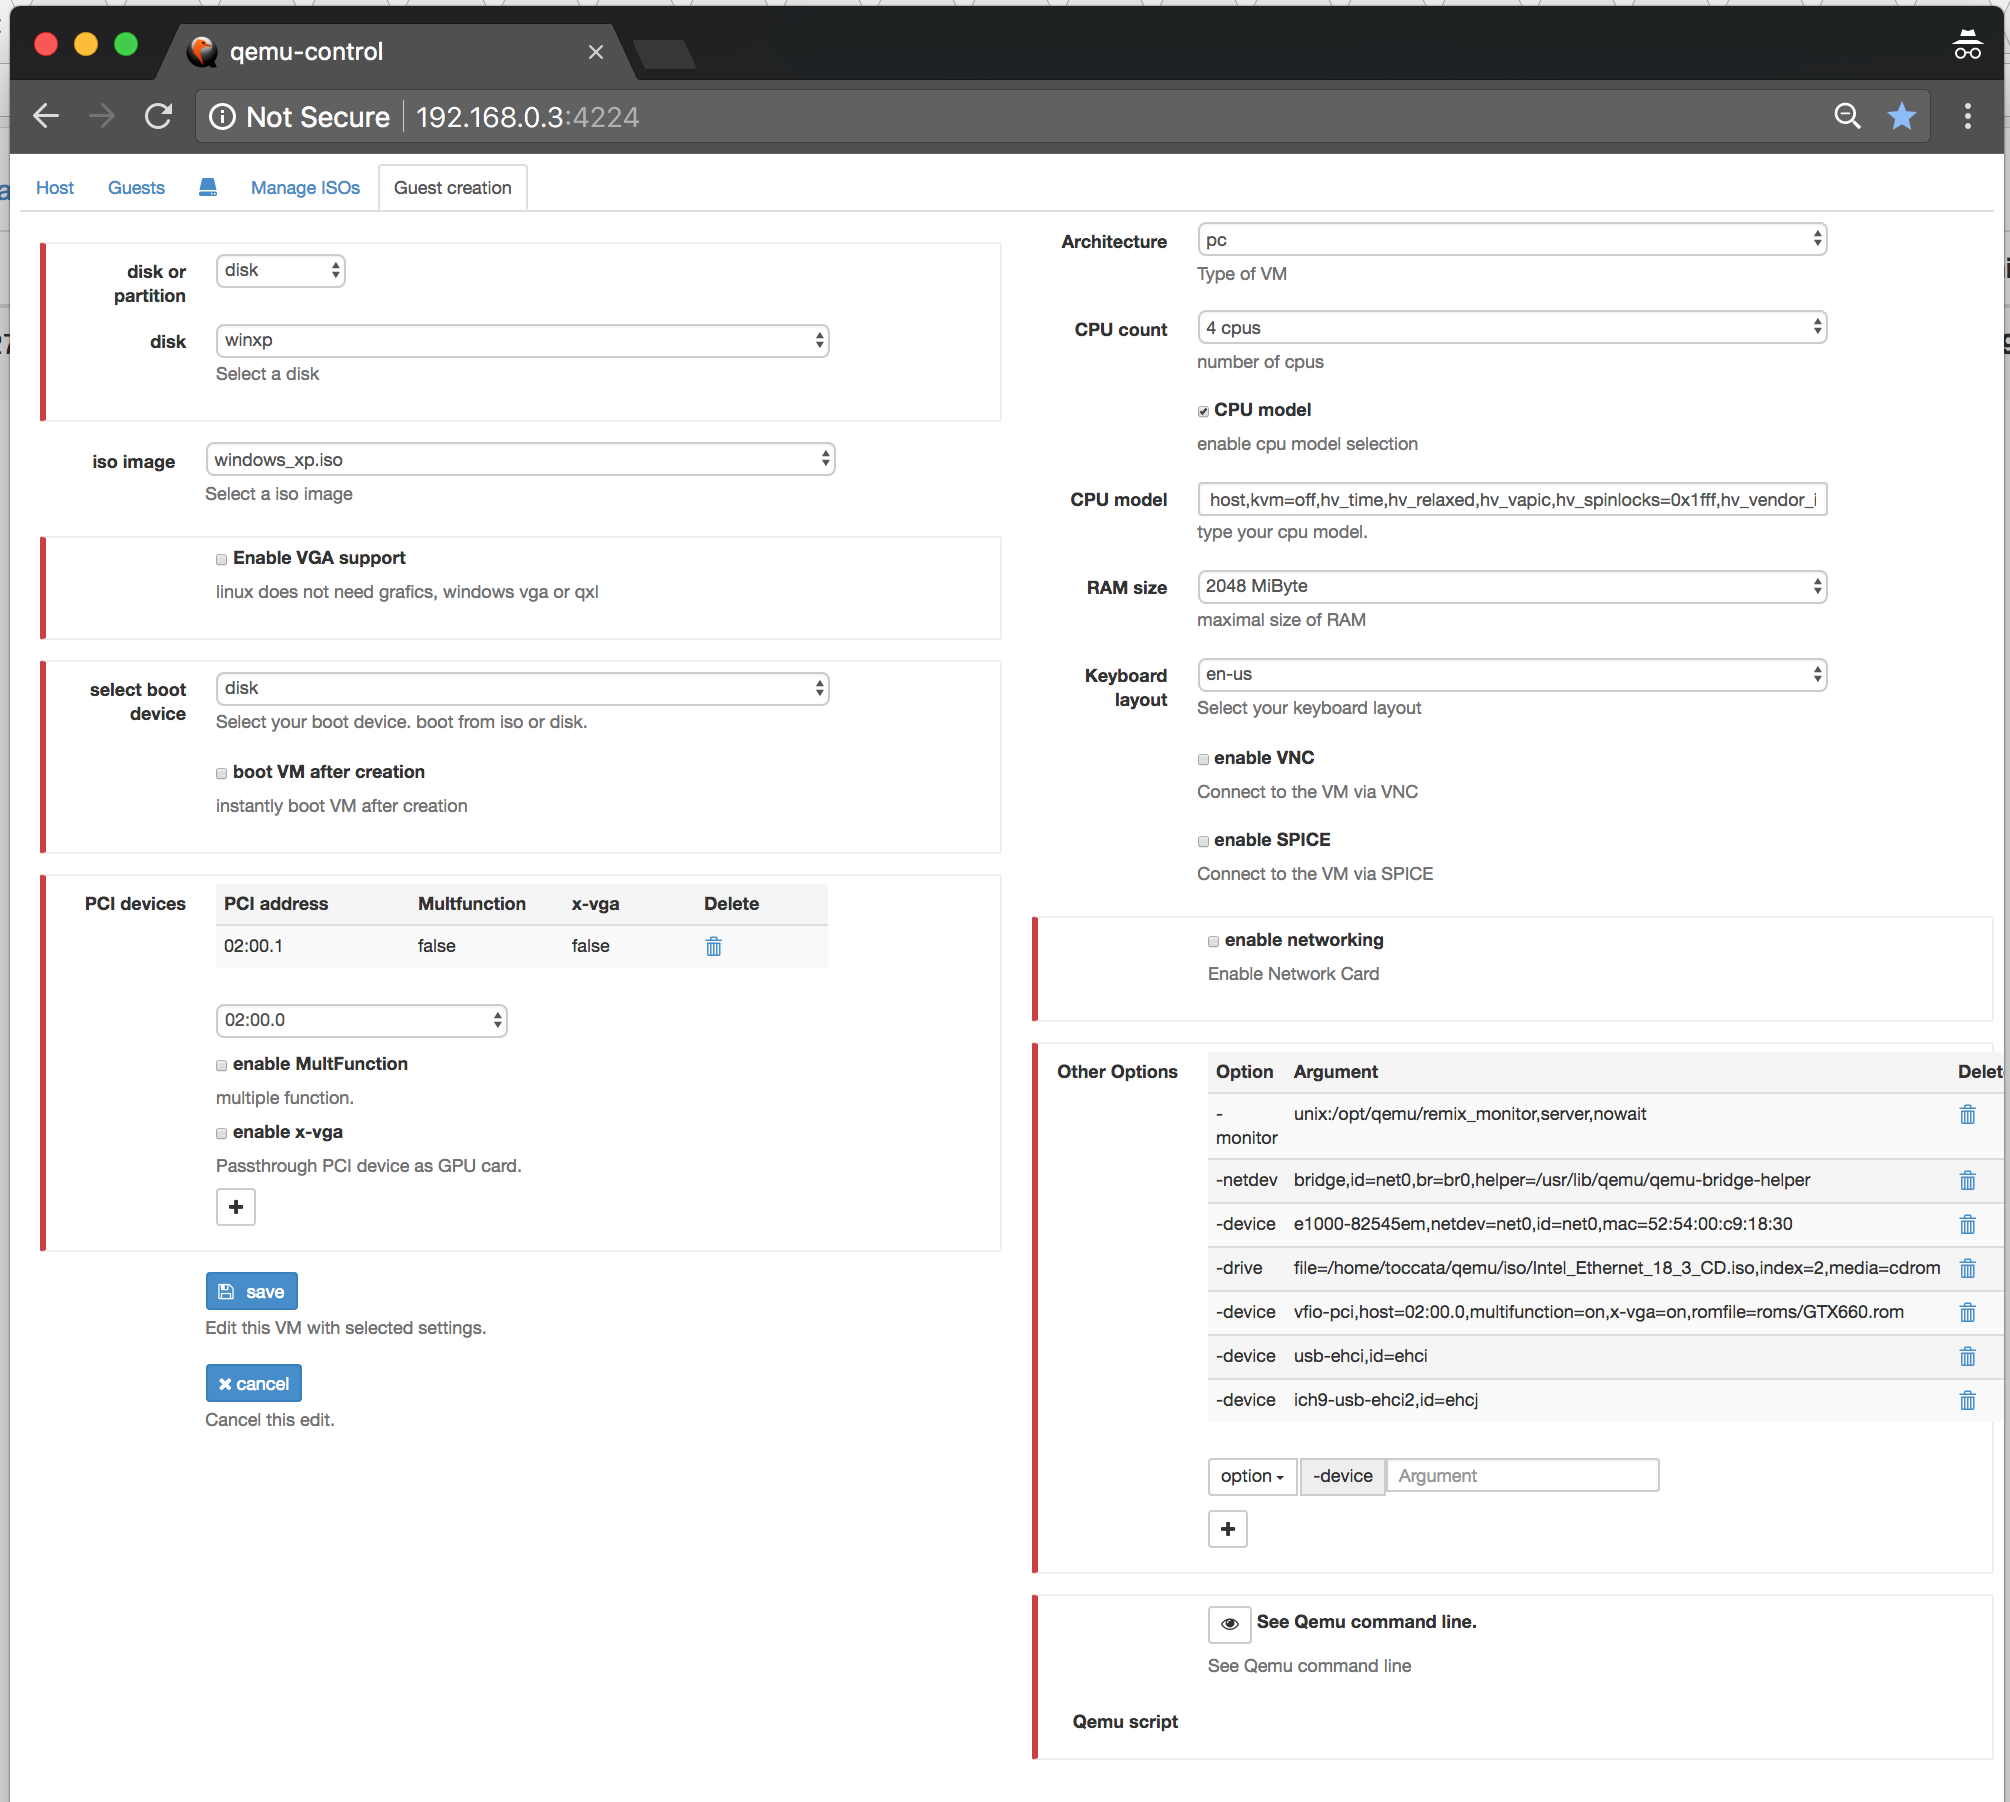 qemu-control
Not Secure 192.168.0.3:4224
Host Guests Manage ISOs Guest creation
disk or partition
disk
disk
winxp
Select a disk
iso image
windows_xp.iso
Select a iso image
Enable VGA support
linux does not need grafics, windows vga or qxl
select boot device
disk
Select your boot device. boot from iso or disk.
boot VM after creation
instantly boot VM after creation
PCI devices
PCI address Multfunction x-vga Delete
02:00.1 false false
02:00.0
enable MultFunction
multiple function.
enable x-vga
Passthrough PCI device as GPU card.
+
save
Edit this VM with selected settings.
cancel
Cancel this edit.
Architecture
pc
Type of VM
CPU count
4 cpus
number of cpus
CPU model
enable cpu model selection
CPU model
host,kvm=off,hv_time,hv_relaxed,hv_vapic,hv_spinlocks=0x1fff,hv_vendor_i
type your cpu model.
RAM size
2048 MiByte
maximal size of RAM
Keyboard layout
en-us
Select your keyboard layout
enable VNC
Connect to the VM via VNC
enable SPICE
Connect to the VM via SPICE
enable networking
Enable Network Card
Other Options
Option Argument Delet
-monitor unix:/opt/qemu/remix_monitor,server,nowait
-netdev bridge,id=net0,br=br0,helper=/usr/lib/qemu/qemu-bridge-helper
-device e1000-82545em,netdev=net0,id=net0,mac=52:54:00:c9:18:30
-drive file=/home/toccata/qemu/iso/Intel_Ethernet_18_3_CD.iso,index=2,media=cdrom
-device vfio-pci,host=02:00.0,multifunction=on,x-vga=on,romfile=roms/GTX660.rom
-device usb-ehci,id=ehci
-device ich9-usb-ehci2,id=ehcj
option -device Argument
+
See Qemu command line.
See Qemu command line
Qemu script